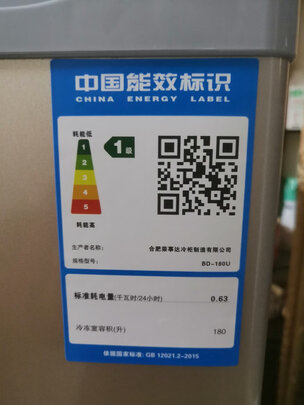 中国能效标识
CHINA ENERGY LABEL
耗能低
1
2
3
4
5
耗能高
1级
生产者名称: 合肥荣事达冷柜制造有限公司
规格型号: BD-180U
标准耗电量(千瓦时/24小时) 0.63
冷冻室容积(升) 180
依据国家标准: GB 12021.2-2015